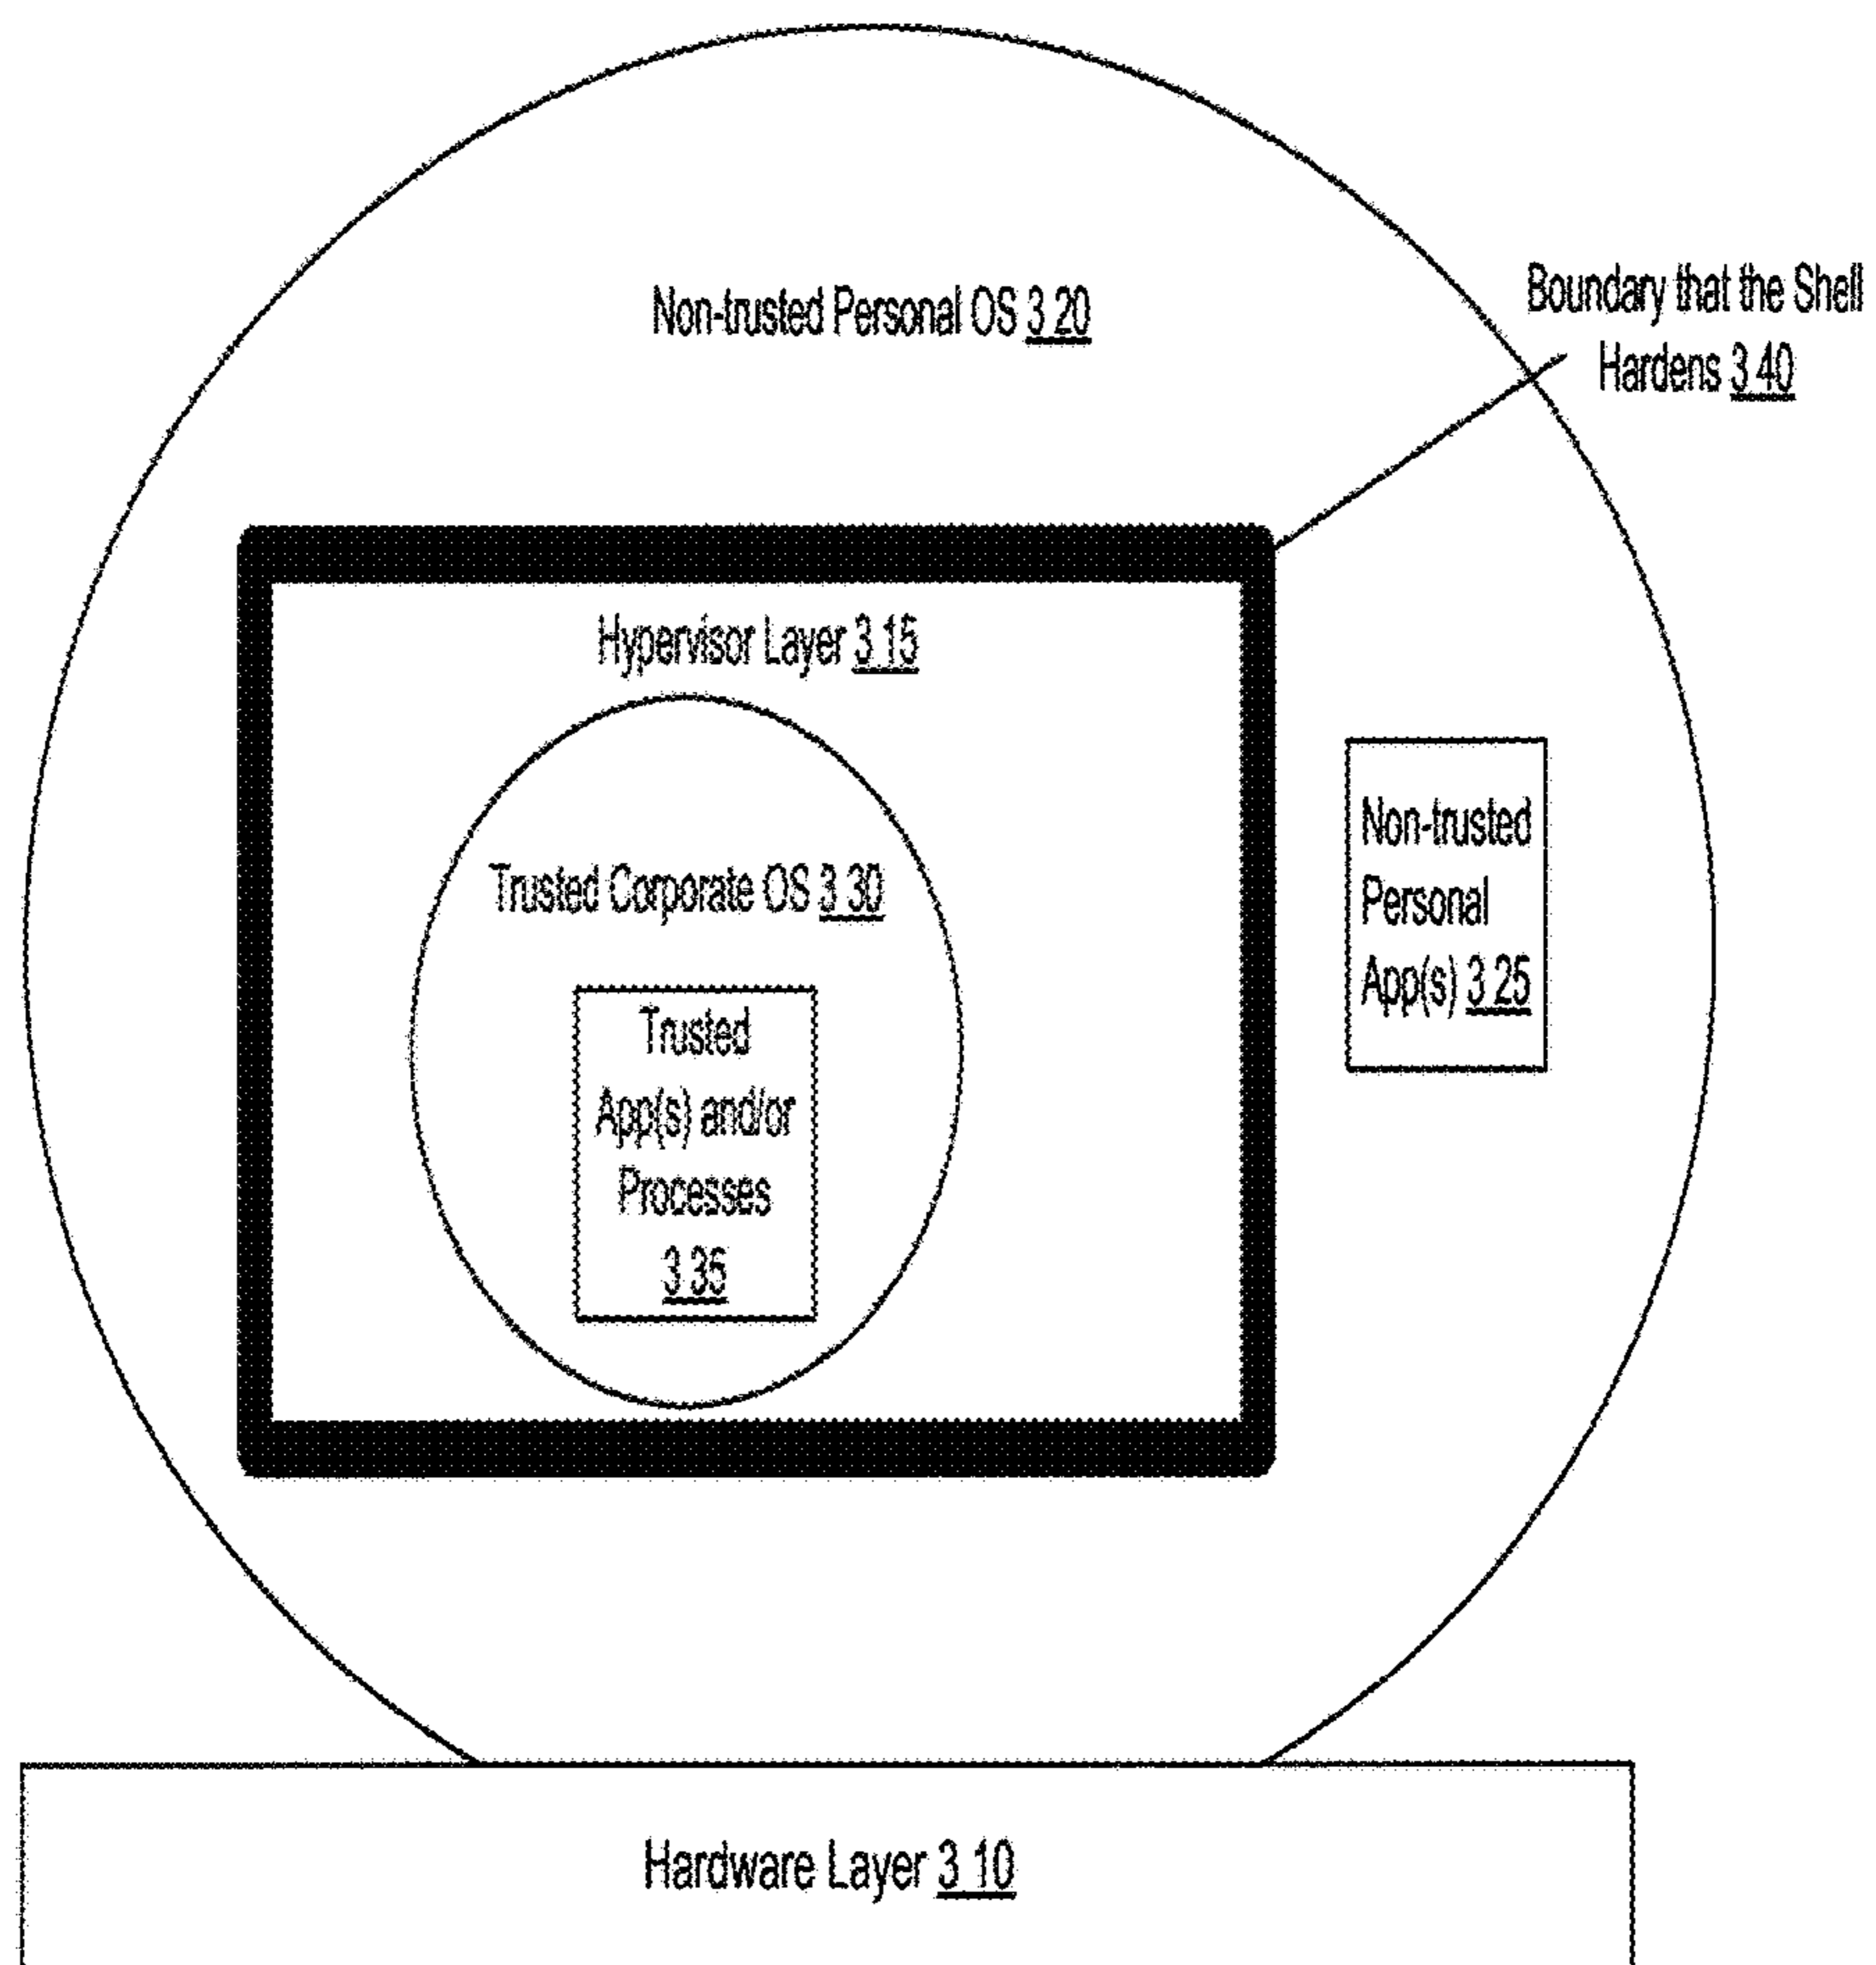 Non-trusted Personal OS 3 20
Boundary that the Shell
Hardens 3 40
Hypervisor Layer 3 15
Trusted Corporate OS 3 30
Trusted
App(s) and/or
Processes
3 35
Non-trusted
Personal
App(s) 3 25
Hardware Layer 3 10